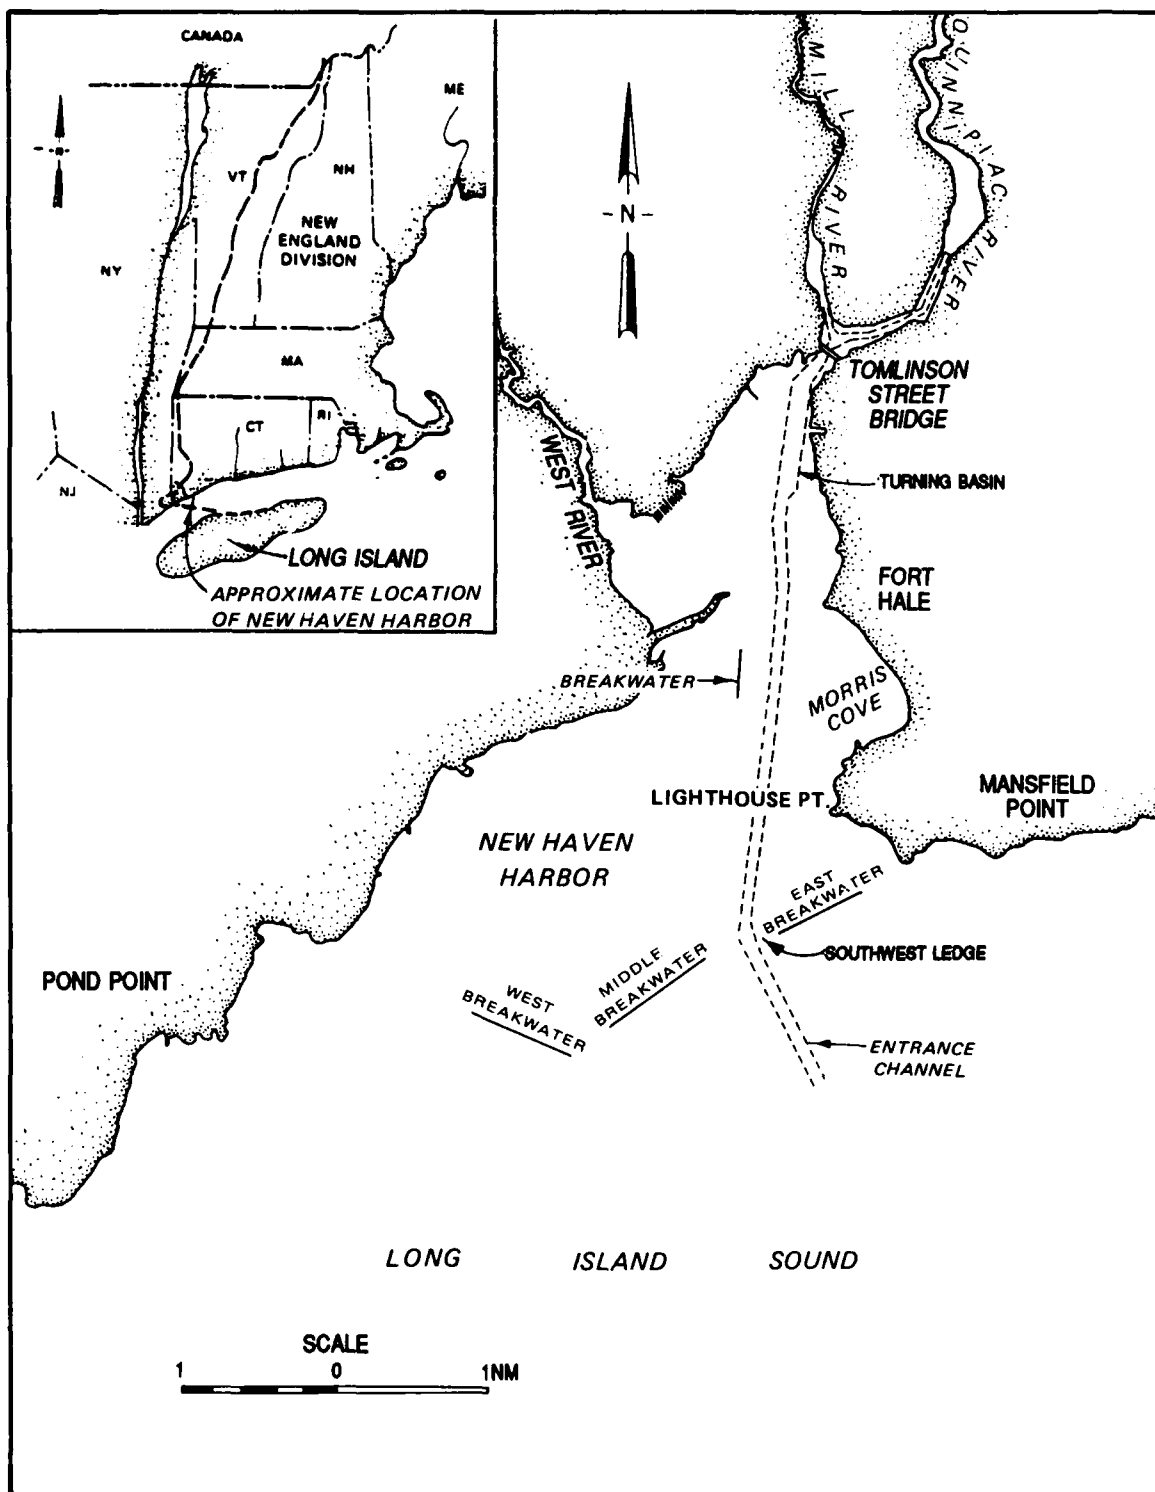 CANADA
ME
VT
NH
NEW
ENGLAND
DIVISION
NY
MA
CT
RI
NJ
LONG ISLAND
APPROXIMATE LOCATION
OF NEW HAVEN HARBOR
-N-
MILL RIVER
QUINNIPIAC RIVER
TOMLINSON
STREET
BRIDGE
TURNING BASIN
WEST RIVER
FORT
HALE
BREAKWATER
MORRIS
COVE
LIGHTHOUSE PT.
MANSFIELD
POINT
NEW HAVEN
HARBOR
EAST
BREAKWATER
SOUTHWEST LEDGE
MIDDLE
BREAKWATER
WEST
BREAKWATER
POND POINT
ENTRANCE
CHANNEL
LONG ISLAND SOUND
SCALE
1 0 1NM